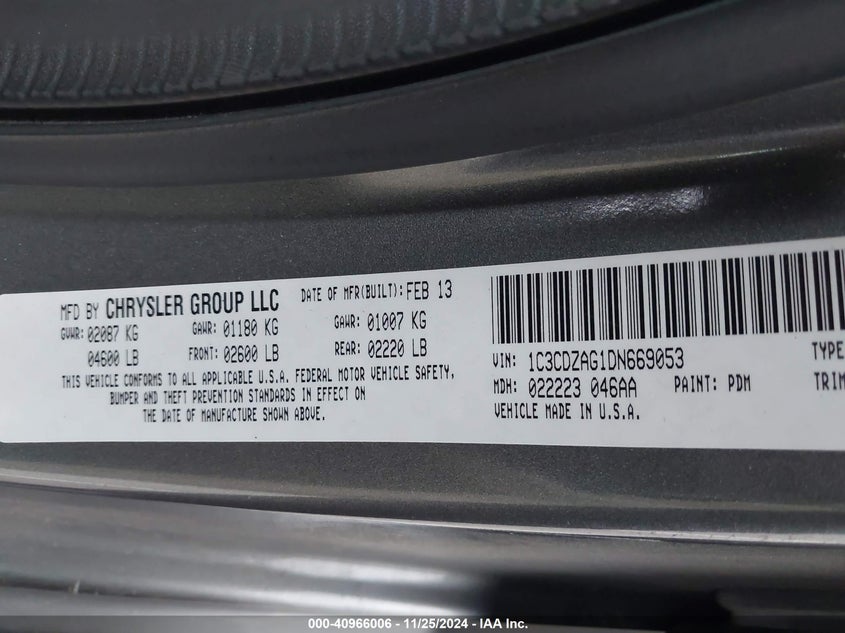 MFD BY CHRYSLER GROUP LLC DATE OF MFR(BUILT): FEB 13
GVWR: 02087 KG GAWR: 01180 KG GAWR: 01007 KG
04600 LB FRONT: 02600 LB REAR: 02220 LB
THIS VEHICLE CONFORMS TO ALL APPLICABLE U.S.A. FEDERAL MOTOR VEHICLE SAFETY,
BUMPER AND THEFT PREVENTION STANDARDS IN EFFECT ON
THE DATE OF MANUFACTURE SHOWN ABOVE.
VIN: 1C3CDZAG1DN669053 TYPE
MDH: 022223 046AA PAINT: PDM TRIM
VEHICLE MADE IN U.S.A.
000-40966006 - 11/25/2024 - IAA Inc.